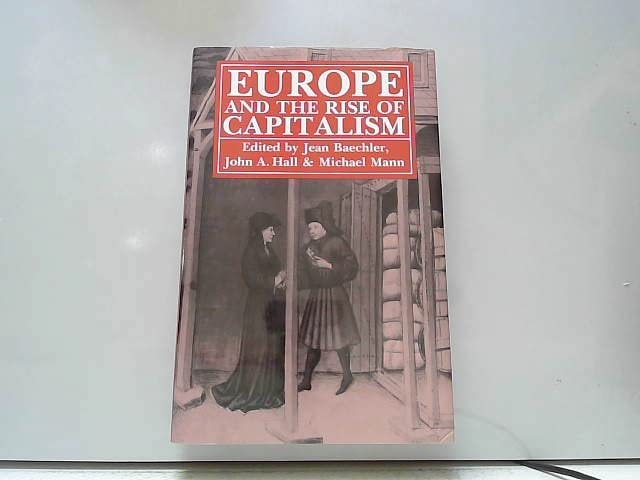 EUROPE
AND THE RISE OF
CAPITALISM
Edited by Jean Baechler,
John A. Hall & Michael Mann